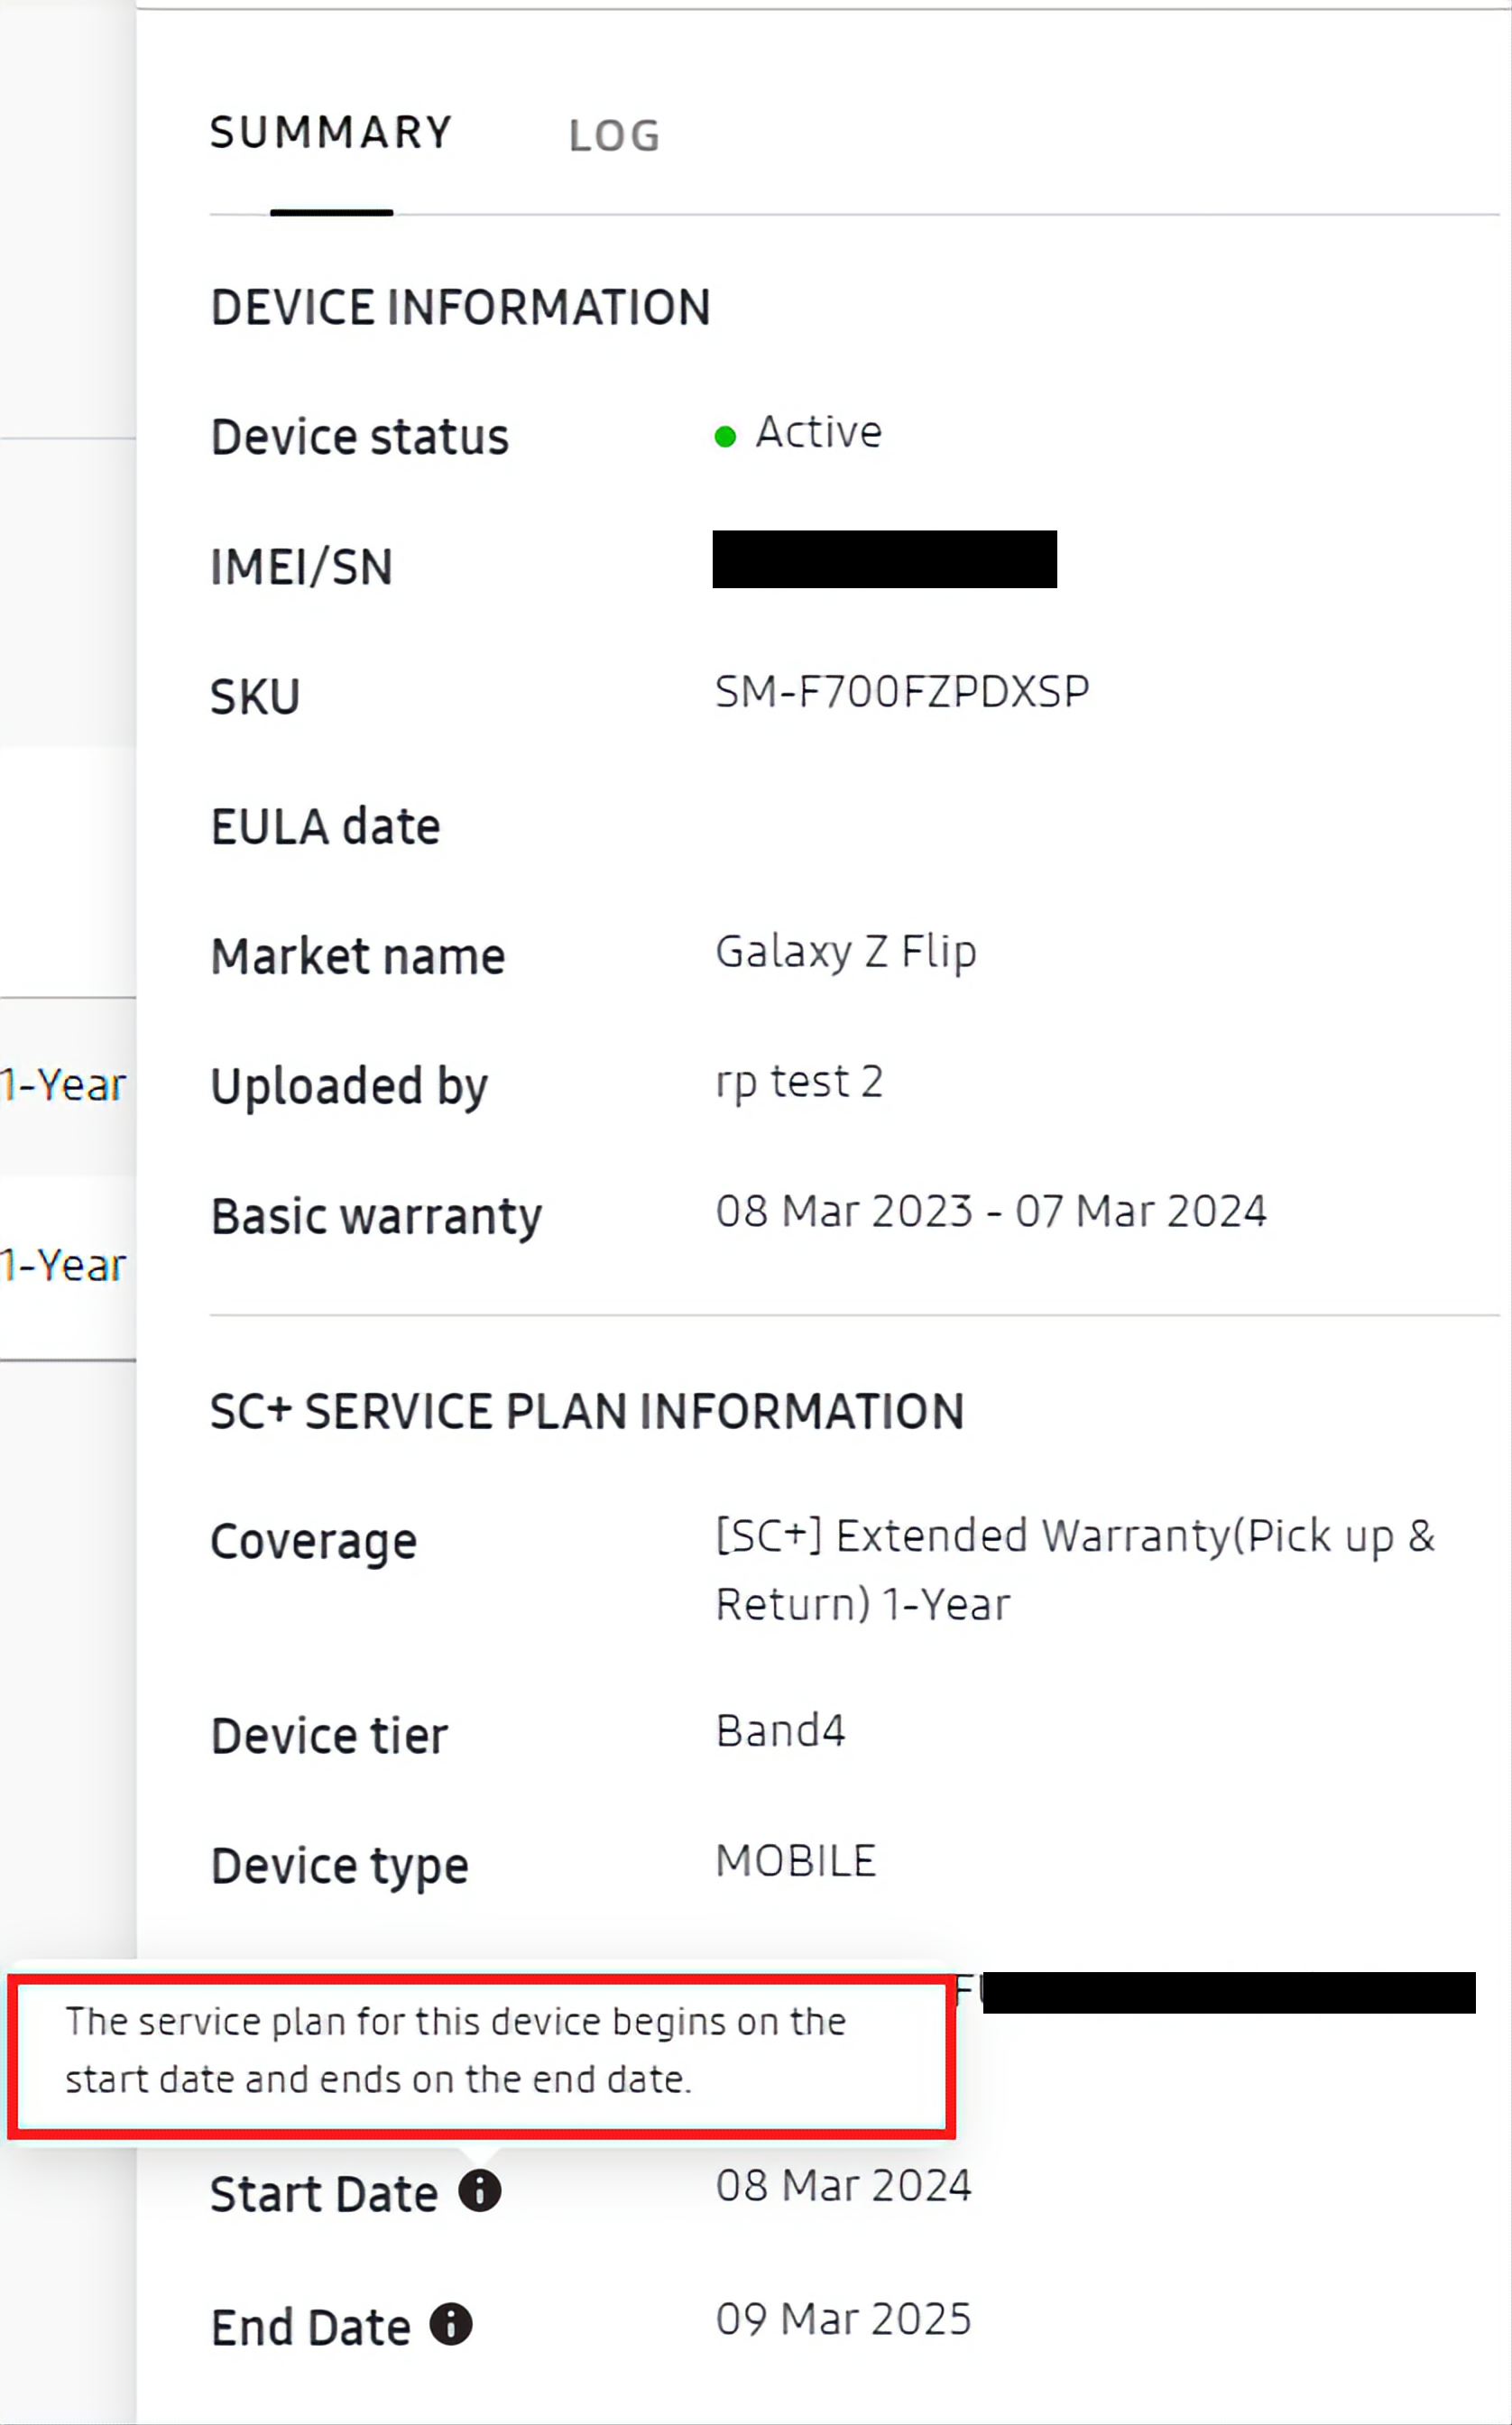 SUMMARY LOG
DEVICE INFORMATION
Device status Active
IMEI/SN
SKU SM-F700FZPDXSP
EULA date
Market name Galaxy Z Flip
1-Year
Uploaded by rp test 2
Basic warranty 08 Mar 2023 - 07 Mar 2024
1-Year
SC+ SERVICE PLAN INFORMATION
Coverage [SC+] Extended Warranty(Pick up &
Return) 1-Year
Device tier Band4
Device type MOBILE
The service plan for this device begins on the
start date and ends on the end date.
Start Date 08 Mar 2024
End Date 09 Mar 2025